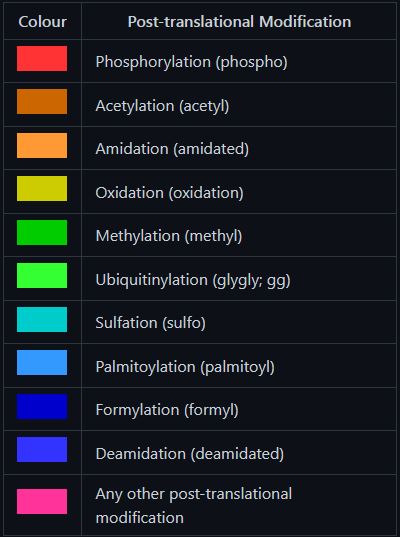 Colour Post-translational Modification
Phosphorylation (phospho)
Acetylation (acetyl)
Amidation (amidated)
Oxidation (oxidation)
Methylation (methyl)
Ubiquitinylation (glygly; gg)
Sulfation (sulfo)
Palmitoylation (palmitoyl)
Formylation (formyl)
Deamidation (deamidated)
Any other post-translational
modification